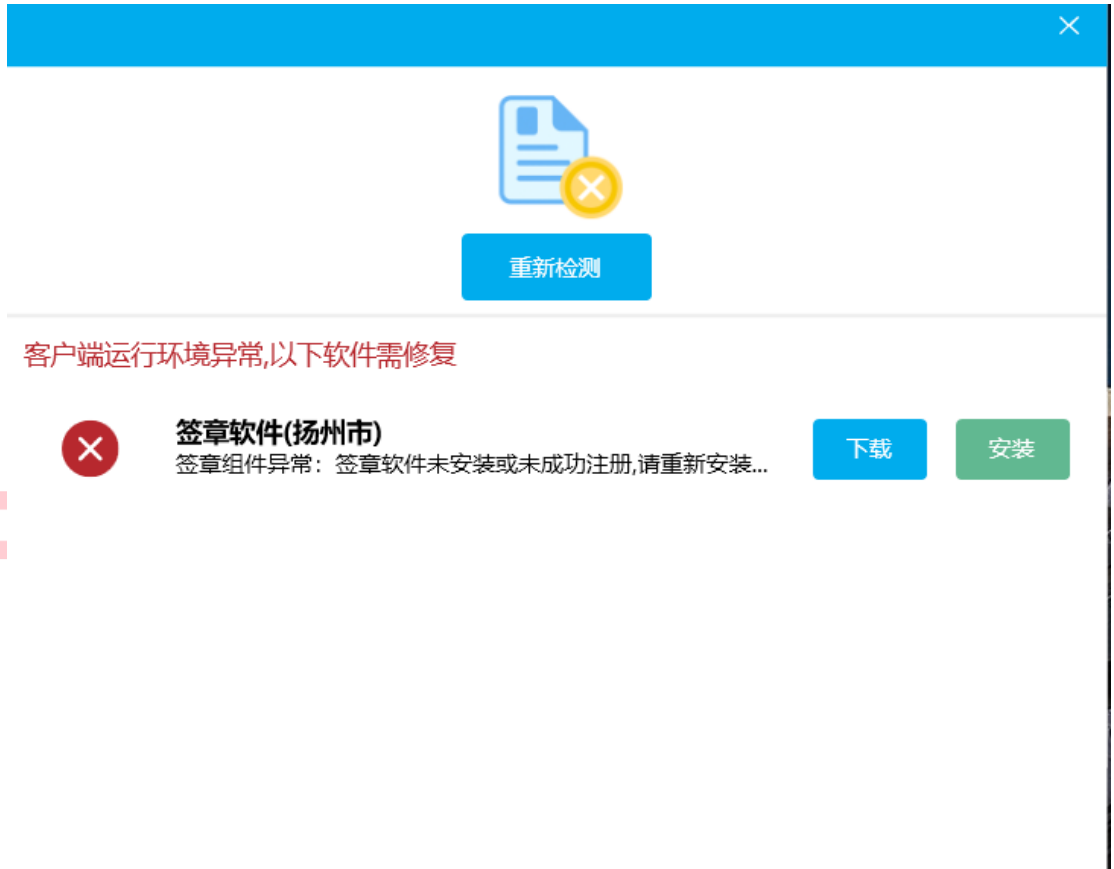 重新检测
客户端运行环境异常,以下软件需修复
签章软件(扬州市)
签章组件异常：签章软件未安装或未成功注册,请重新安装...
下载
安装